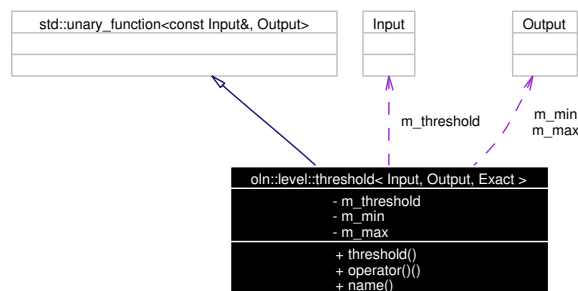 std::unary_function<const Input&, Output>
Input
Output
m_threshold
m_min
m_max
oln::level::threshold< Input, Output, Exact >
- m_threshold
- m_min
- m_max
+ threshold()
+ operator()()
+ name()